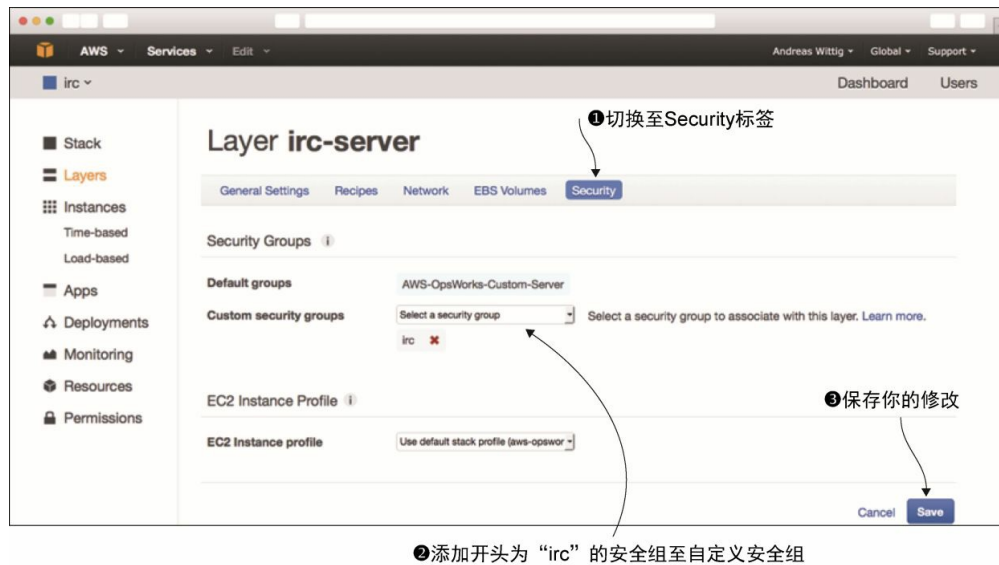 AWS Services Edit Andreas Wittig Global Support
irc Dashboard Users
❶切换至Security标签
Layer irc-server
Stack
Layers
Instances
Time-based
Load-based
Apps
Deployments
Monitoring
Resources
Permissions
General Settings Recipes Network EBS Volumes Security
Security Groups i
Default groups AWS-OpsWorks-Custom-Server
Custom security groups Select a security group Select a security group to associate with this layer. Learn more.
irc ✖
EC2 Instance Profile i
❸保存你的修改
EC2 Instance profile Use default stack profile (aws-opswor
Cancel Save
❷添加开头为“irc”的安全组至自定义安全组